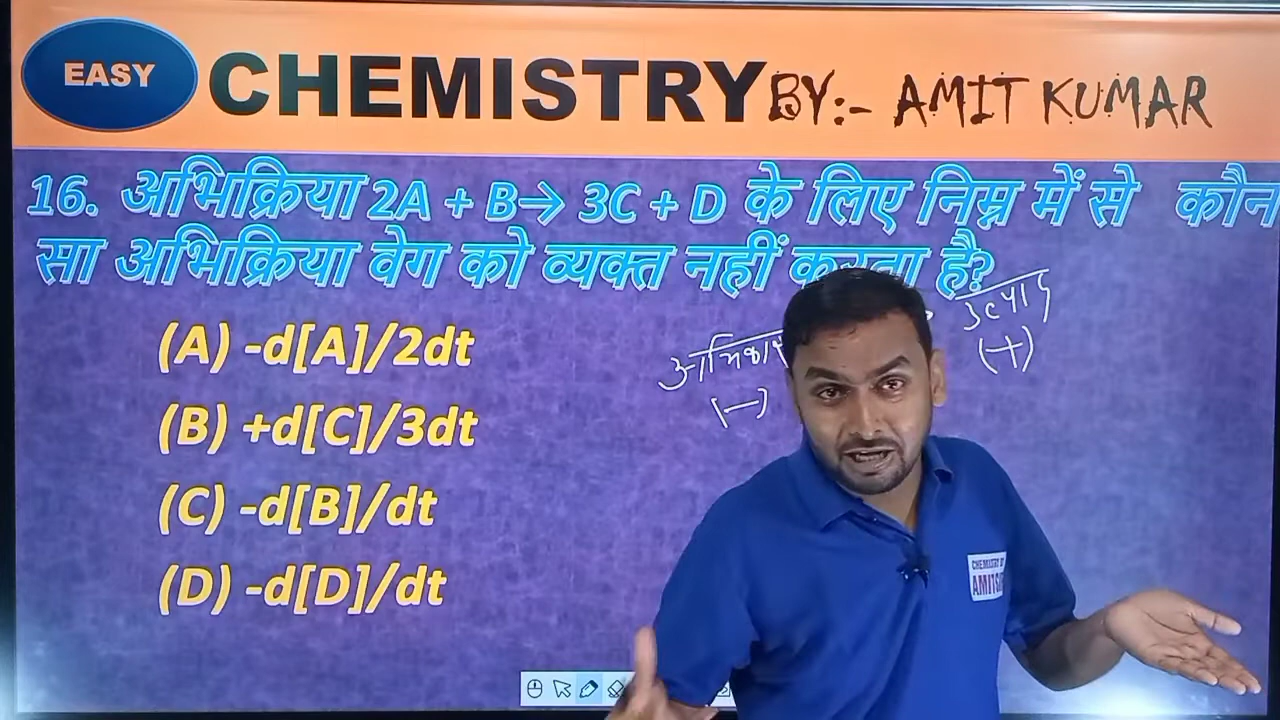 EASY CHEMISTRY BY:- AMIT KUMAR
16. अभिक्रिया 2A + B→ 3C + D के लिए निम्न में से कौन
सा अभिक्रिया वेग को व्यक्त नहीं करता है?
उत्पाद
(-) (+)
(A) -d[A]/2dt
(B) +d[C]/3dt
(C) -d[B]/dt
(D) -d[D]/dt
CHEMISTRY BY